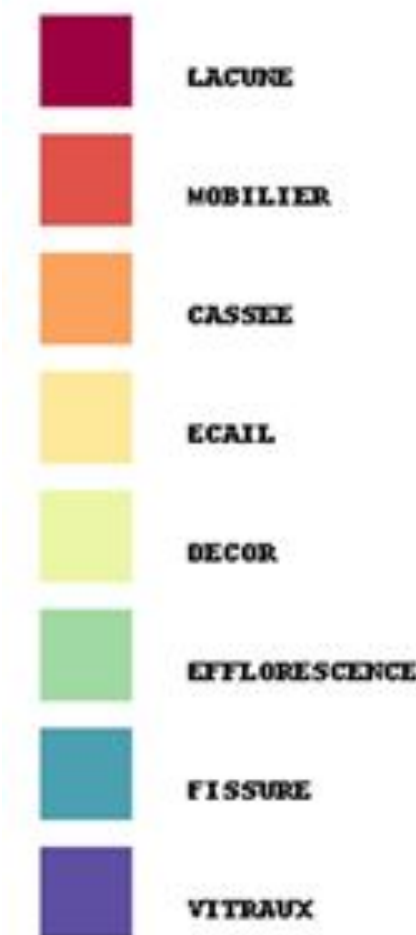 LACUNE
MOBILIER
CASSEE
ECAIL
DECOR
EFFLORESCENCE
FISSURE
VITRAUX